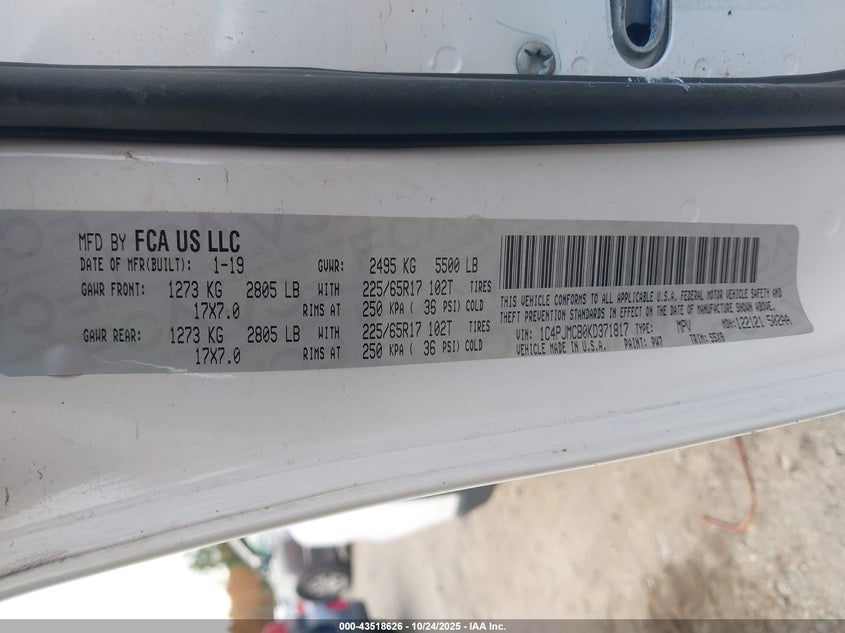 MFD BY FCA US LLC
DATE OF MFR(BUILT): 1-19 GVWR: 2495 KG 5500 LB
GAWR FRONT: 1273 KG 2805 LB WITH 225/65R17 102T TIRES
17X7.0 RIMS AT 250 KPA ( 36 PSI) COLD
GAWR REAR: 1273 KG 2805 LB WITH 225/65R17 102T TIRES
17X7.0 RIMS AT 250 KPA ( 36 PSI) COLD
THIS VEHICLE CONFORMS TO ALL APPLICABLE U.S.A. FEDERAL MOTOR VEHICLE SAFETY AND
THEFT PREVENTION STANDARDS IN EFFECT ON THE DATE OF MANUFACTURE SHOWN ABOVE.
VIN: 1C4PJMCB0KD371817 TYPE: MPV MDH: 122121 502AA
VEHICLE MADE IN U.S.A. PAINT: PW7 TRIM: S5X9
000-43518626 - 10/24/2025 - IAA Inc.